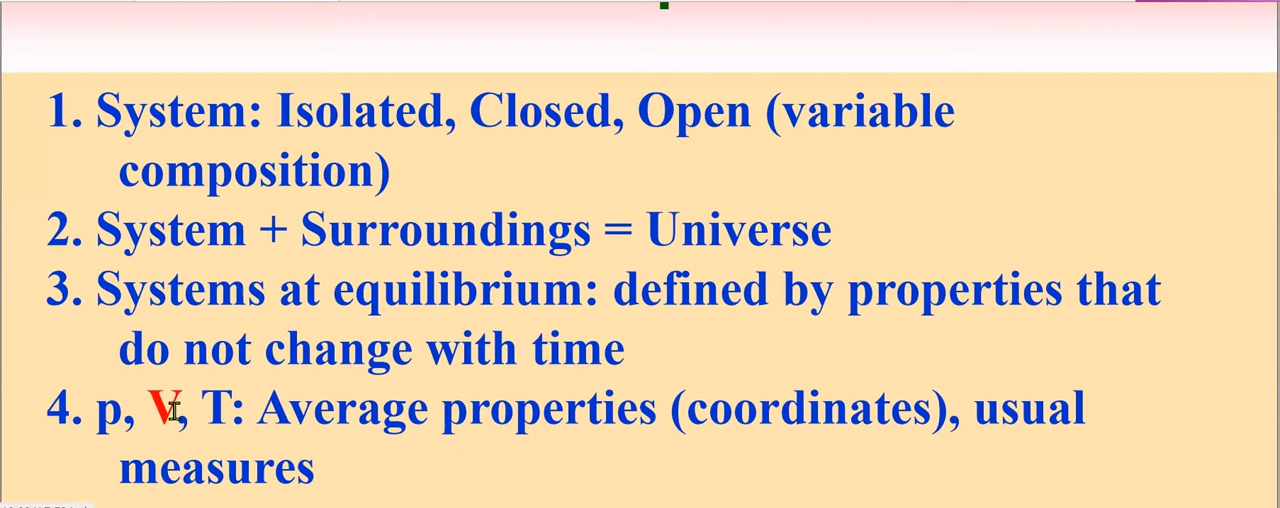 1. System: Isolated, Closed, Open (variable
composition)
2. System + Surroundings = Universe
3. Systems at equilibrium: defined by properties that
do not change with time
4. p, V, T: Average properties (coordinates), usual
measures